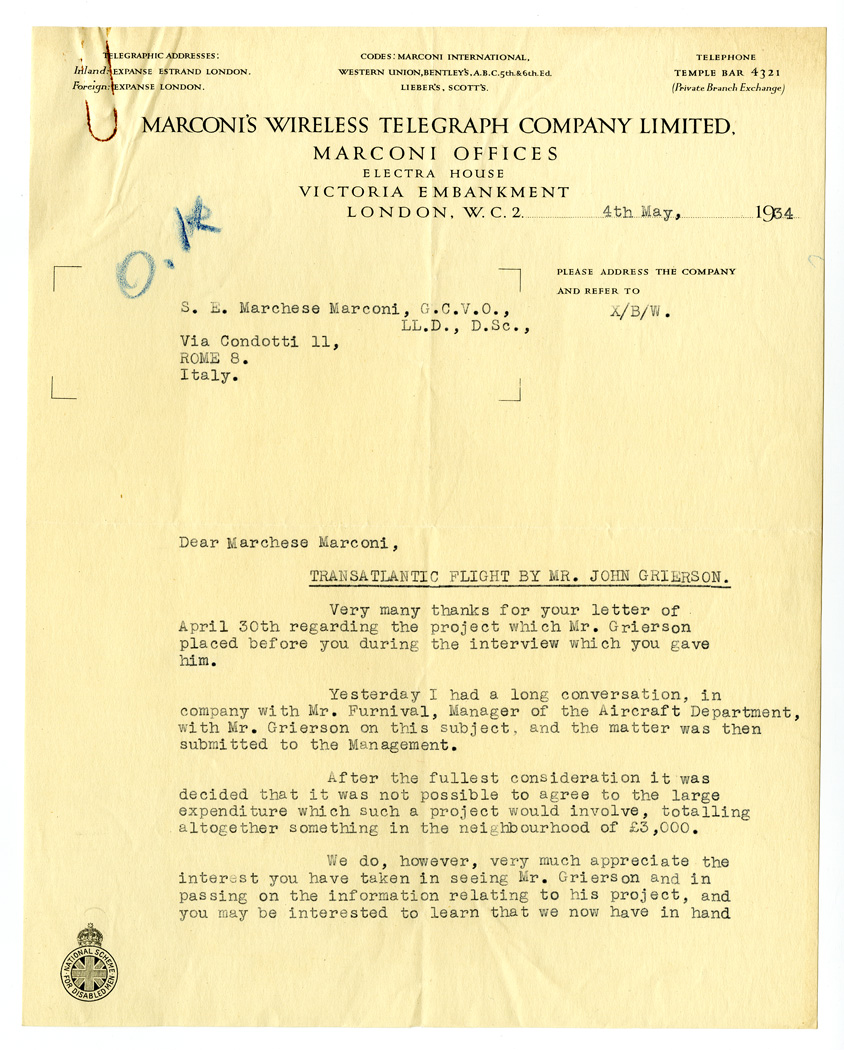 TELEGRAPHIC ADDRESSES:
Inland: EXPANSE ESTRAND LONDON.
Foreign: EXPANSE LONDON.
CODES: MARCONI INTERNATIONAL,
WESTERN UNION, BENTLEY'S, A.B.C. 5th. & 6th. Ed.
LIEBER'S, SCOTT'S.
TELEPHONE
TEMPLE BAR 4321
(Private Branch Exchange)
MARCONI'S WIRELESS TELEGRAPH COMPANY LIMITED.
MARCONI OFFICES
ELECTRA HOUSE
VICTORIA EMBANKMENT
LONDON, W.C. 2. 4th May, 1934
O.K
PLEASE ADDRESS THE COMPANY
AND REFER TO
X/B/W.
S. E. Marchese Marconi, G.C.V.O.,
LL.D., D.Sc.,
Via Condotti 11,
ROME 8.
Italy.
Dear Marchese Marconi,
TRANSATLANTIC FLIGHT BY MR. JOHN GRIERSON.
Very many thanks for your letter of
April 30th regarding the project which Mr. Grierson
placed before you during the interview which you gave
him.
Yesterday I had a long conversation, in
company with Mr. Furnival, Manager of the Aircraft Department,
with Mr. Grierson on this subject, and the matter was then
submitted to the Management.
After the fullest consideration it was
decided that it was not possible to agree to the large
expenditure which such a project would involve, totalling
altogether something in the neighbourhood of £3,000.
We do, however, very much appreciate the
interest you have taken in seeing Mr. Grierson and in
passing on the information relating to his project, and
you may be interested to learn that we now have in hand
NATIONAL SCHEME
FOR DISABLED MEN